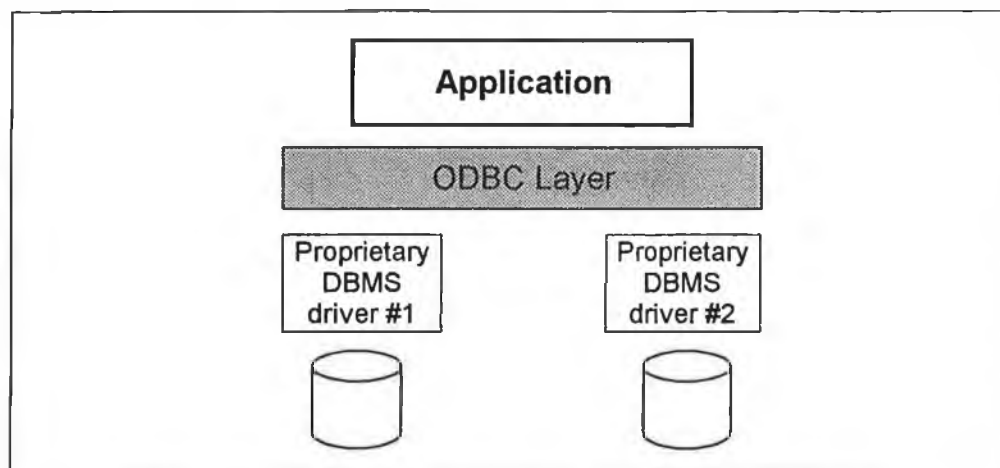 Application
ODBC Layer
Proprietary
DBMS
driver #1
Proprietary
DBMS
driver #2